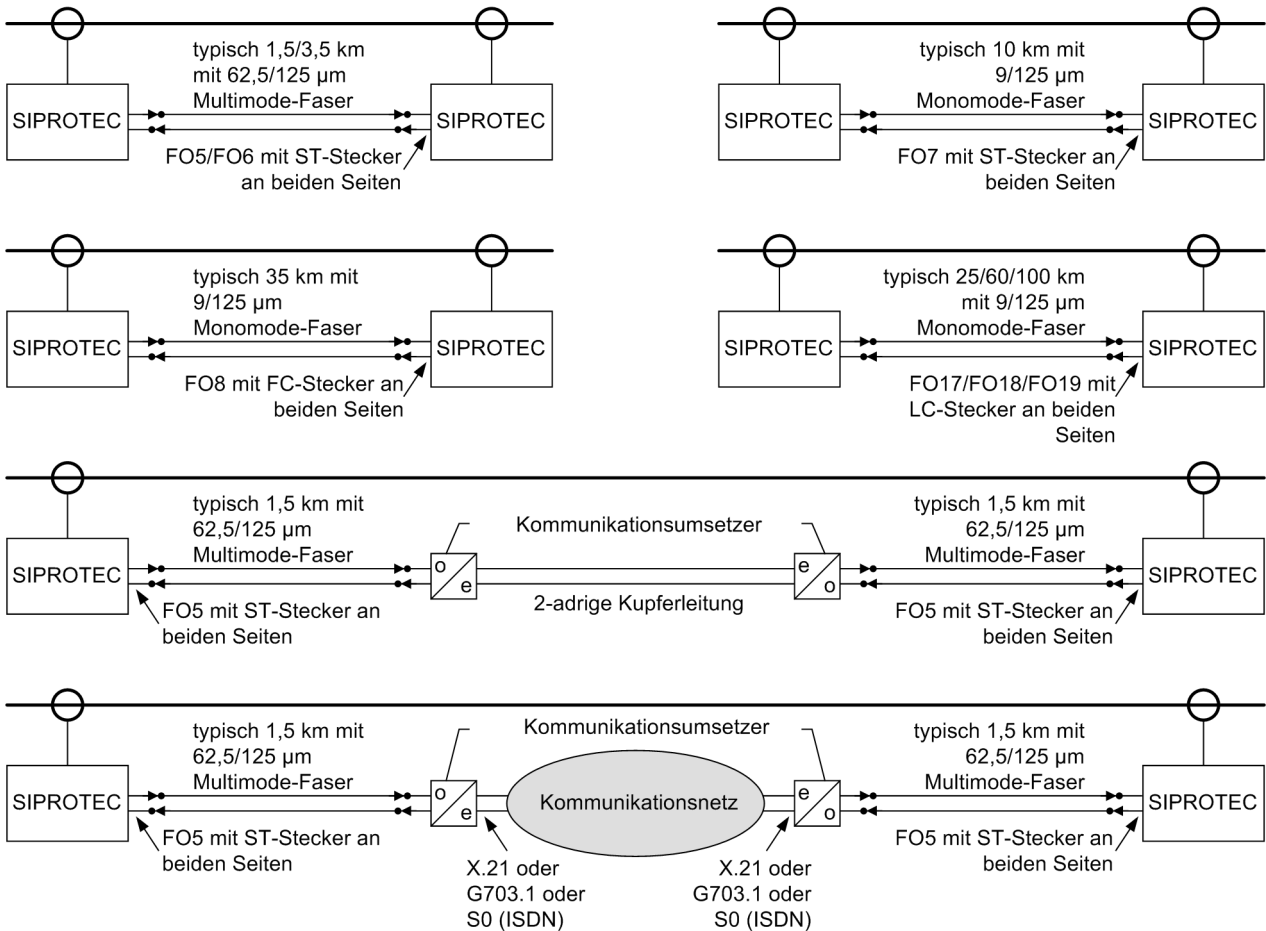 typisch 1,5/3,5 km
mit 62,5/125 µm
Multimode-Faser
SIPROTEC
SIPROTEC
FO5/FO6 mit ST-Stecker
an beiden Seiten
typisch 10 km mit
9/125 µm
Monomode-Faser
SIPROTEC
SIPROTEC
FO7 mit ST-Stecker an
beiden Seiten
typisch 35 km mit
9/125 µm
Monomode-Faser
SIPROTEC
SIPROTEC
FO8 mit FC-Stecker an
beiden Seiten
typisch 25/60/100 km
mit 9/125 µm
Monomode-Faser
SIPROTEC
SIPROTEC
FO17/FO18/FO19 mit
LC-Stecker an beiden
Seiten
typisch 1,5 km mit
62,5/125 µm
Multimode-Faser
SIPROTEC
FO5 mit ST-Stecker an
beiden Seiten
Kommunikationsumsetzer
o
e
2-adrige Kupferleitung
e
o
typisch 1,5 km mit
62,5/125 µm
Multimode-Faser
SIPROTEC
FO5 mit ST-Stecker an
beiden Seiten
typisch 1,5 km mit
62,5/125 µm
Multimode-Faser
SIPROTEC
FO5 mit ST-Stecker an
beiden Seiten
Kommunikationsumsetzer
o
e
Kommunikationsnetz
e
o
X.21 oder
G703.1 oder
S0 (ISDN)
X.21 oder
G703.1 oder
S0 (ISDN)
typisch 1,5 km mit
62,5/125 µm
Multimode-Faser
SIPROTEC
FO5 mit ST-Stecker an
beiden Seiten